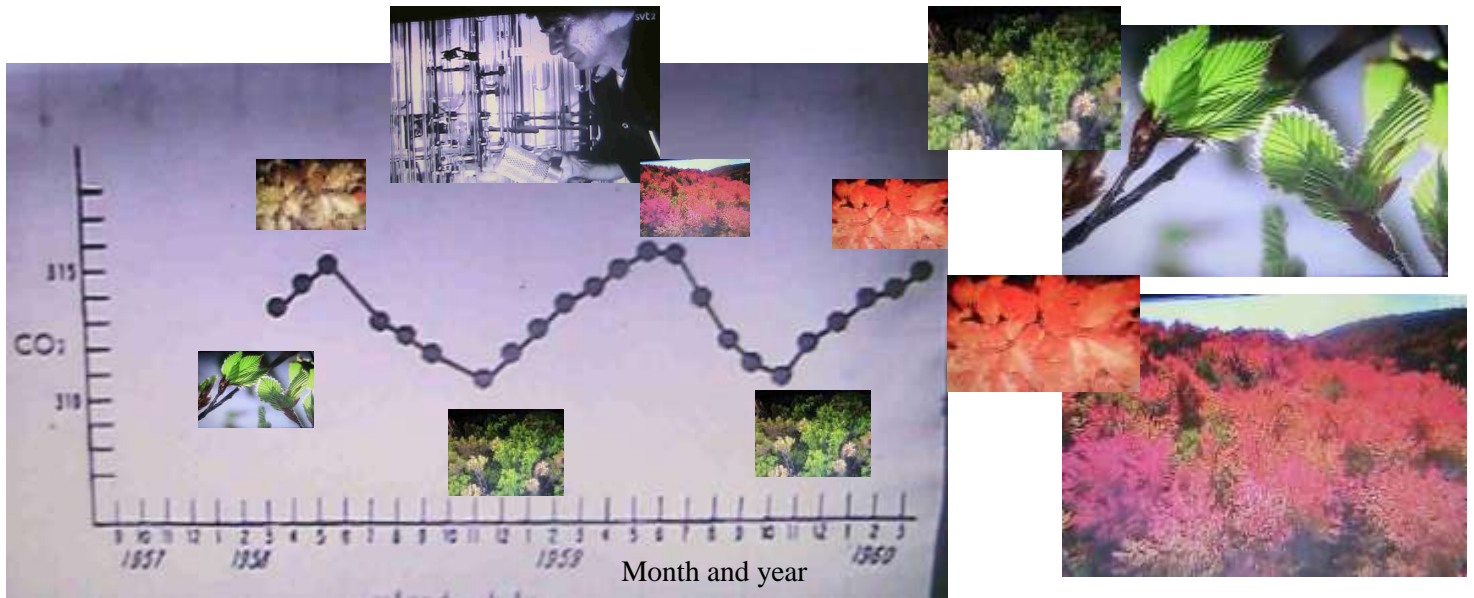 svt2
315
CO₂
310
9 10 11 12 1 2 3 4 5 6 7 8 9 10 11 12 1 2 3 4 5 6 7 8 9 10 11 12 1 2 3
1957 1958 1959 1960
Month and year